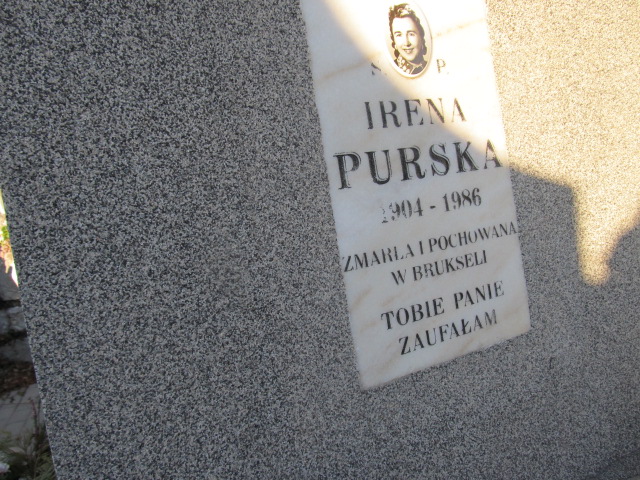 Ś. P.
IRENA
PURSKA
1904 - 1986
ZMARŁA I POCHOWANA
W BRUKSELI
TOBIE PANIE
ZAUFAŁAM